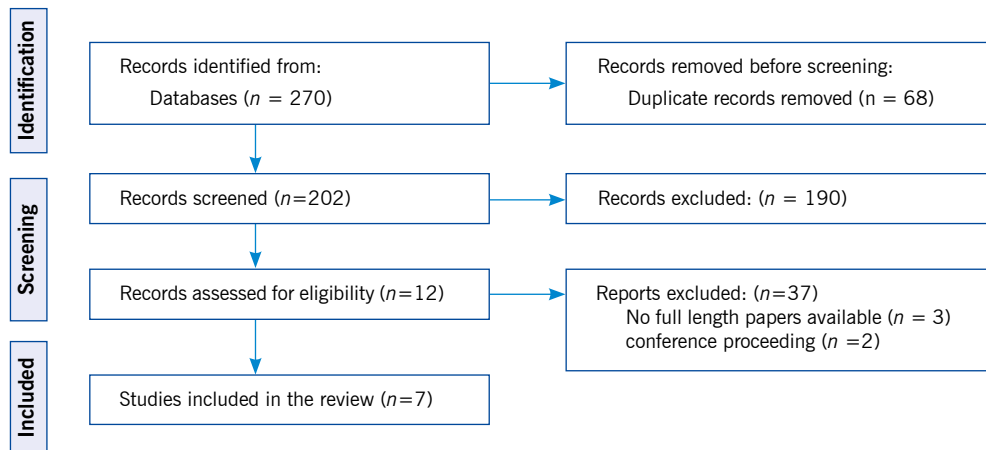 Identification
Records identified from:
Databases (n = 270)
Records removed before screening:
Duplicate records removed (n = 68)
Screening
Records screened (n=202)
Records excluded: (n = 190)
Records assessed for eligibility (n=12)
Reports excluded: (n=37)
No full length papers available (n = 3)
conference proceeding (n =2)
Included
Studies included in the review (n=7)